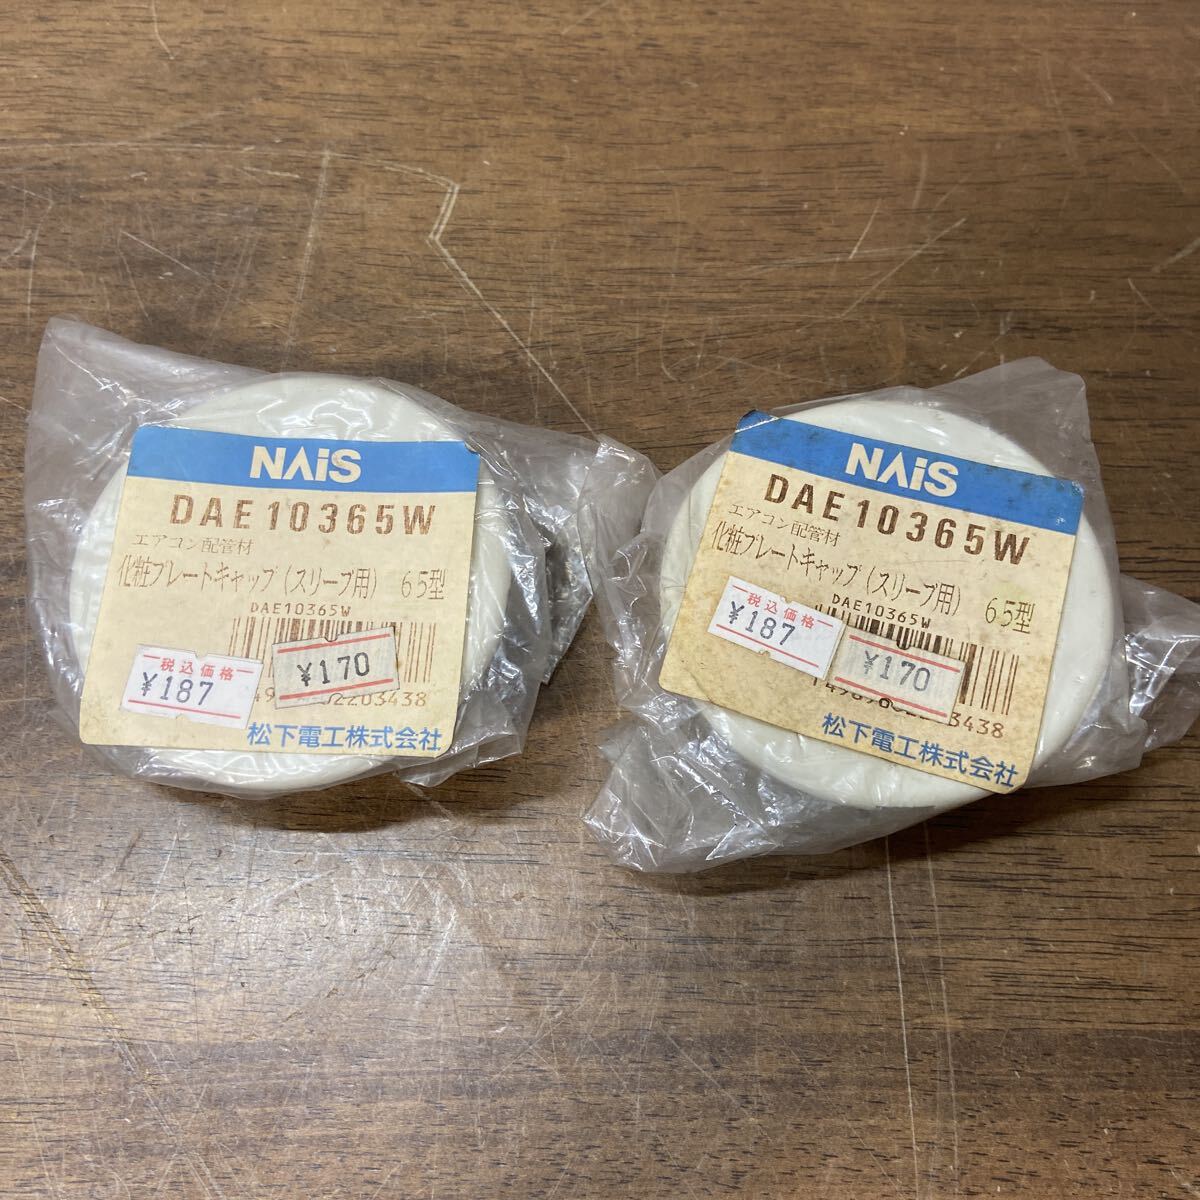 NAiS
DAE10365W
エアコン配管材
化粧プレートキャップ(スリーブ用) 65型
DAE10365W
税込価格
¥187
¥170
203438
松下電工株式会社
NAiS
DAE10365W
エアコン配管材
化粧プレートキャップ(スリーブ用) 65型
DAE10365W
税込価格
¥187
¥170
3438
松下電工株式会社